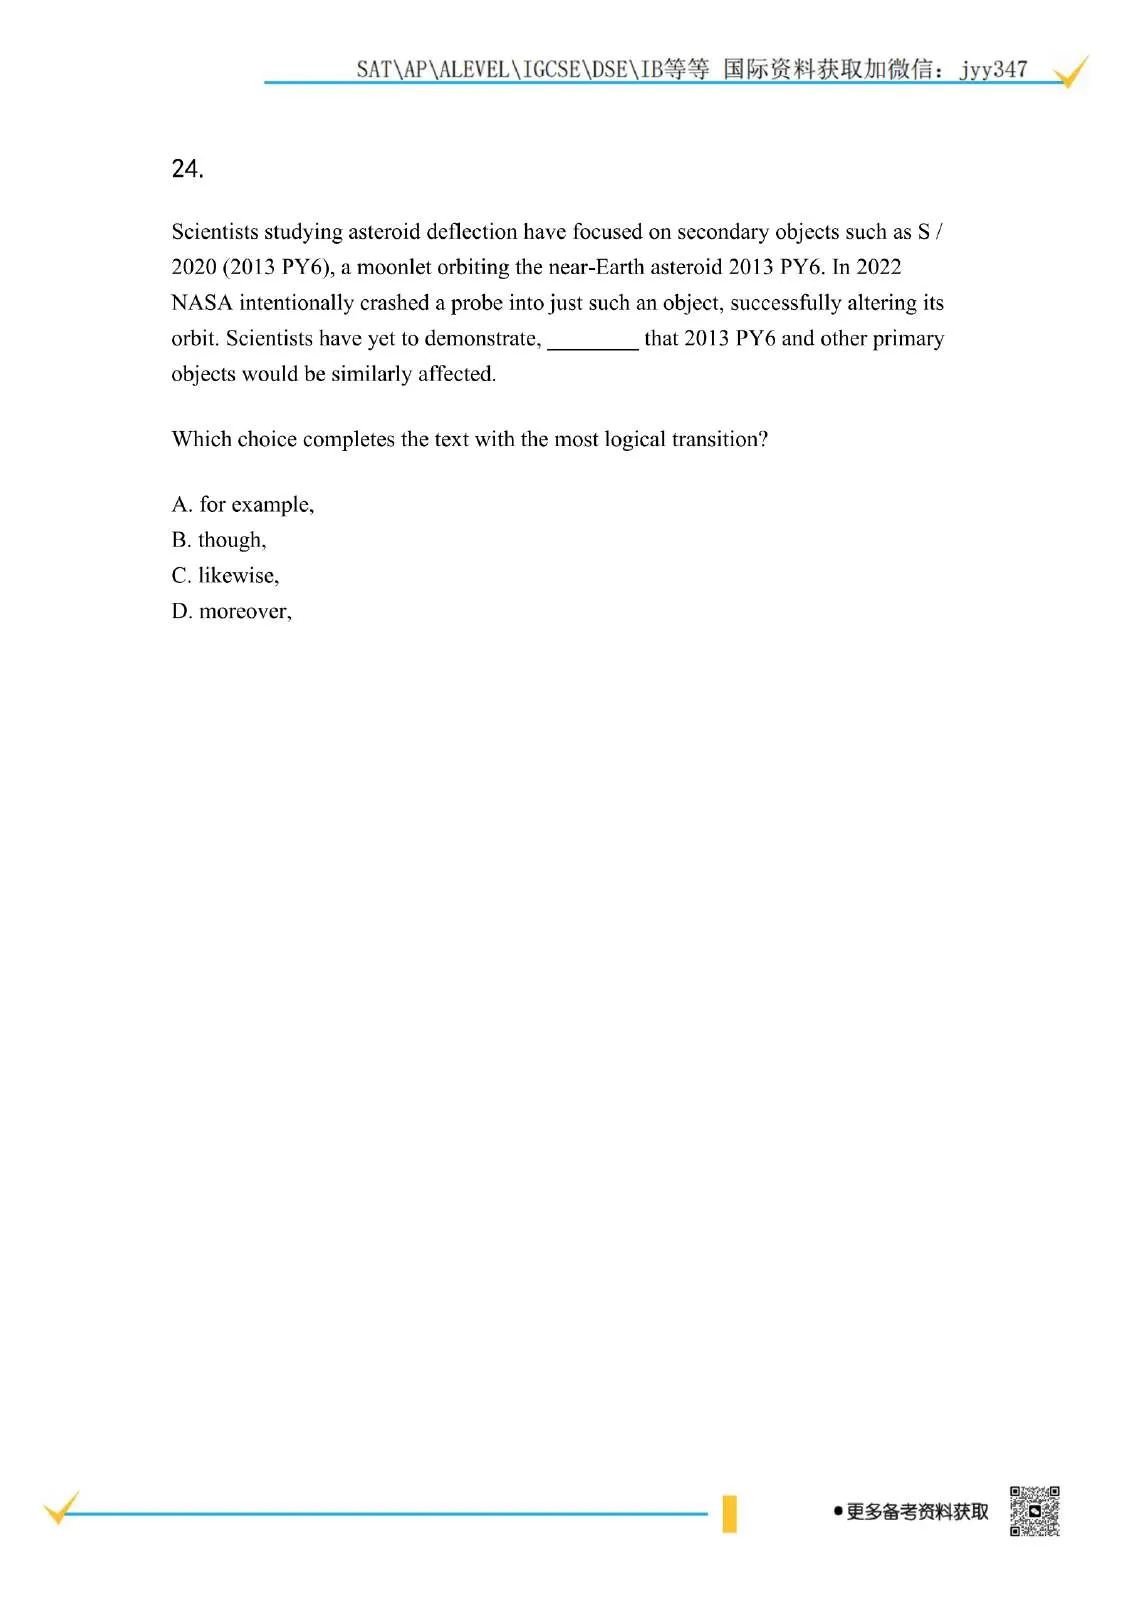 SAT\AP\ALEVEL\IGCSE\DSE\IB等等 国际资料获取加微信：jyy347
24.
Scientists studying asteroid deflection have focused on secondary objects such as S /
2020 (2013 PY6), a moonlet orbiting the near-Earth asteroid 2013 PY6. In 2022
NASA intentionally crashed a probe into just such an object, successfully altering its
orbit. Scientists have yet to demonstrate, ________ that 2013 PY6 and other primary
objects would be similarly affected.
Which choice completes the text with the most logical transition?
A. for example,
B. though,
C. likewise,
D. moreover,
●更多备考资料获取